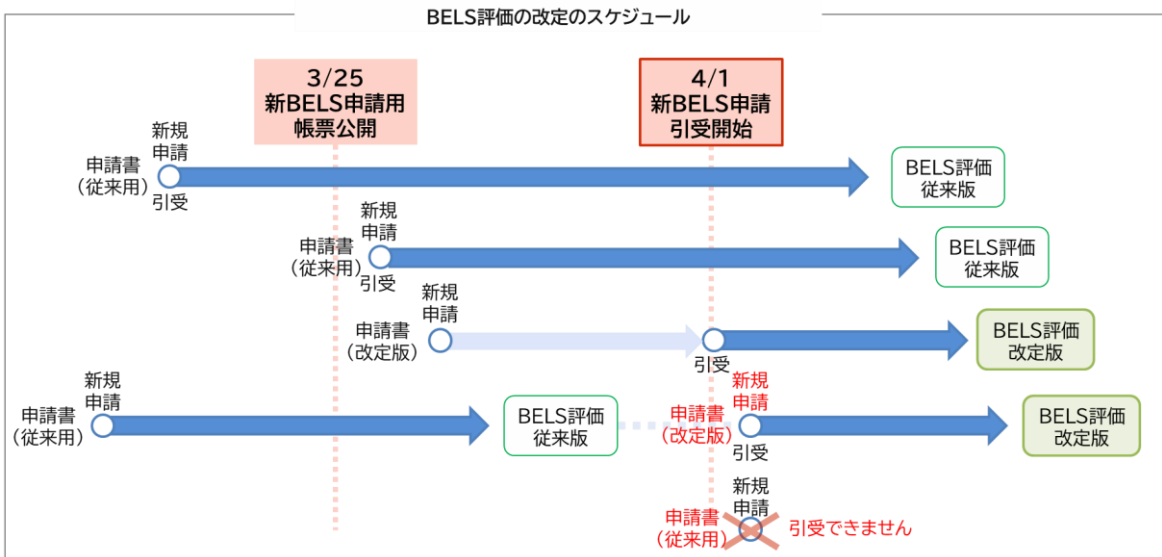 BELS評価の改定のスケジュール
3/25
新BELS申請用
帳票公開
4/1
新BELS申請
引受開始
新規
申請
申請書
(従来用)
引受
BELS評価
従来版
新規
申請
申請書
(従来用)
引受
BELS評価
従来版
新規
申請
申請書
(改定版)
引受
BELS評価
改定版
新規
申請
申請書
(従来用)
BELS評価
従来版
新規
申請
申請書
(改定版)
引受
BELS評価
改定版
新規
申請
申請書
(従来用)
引受できません